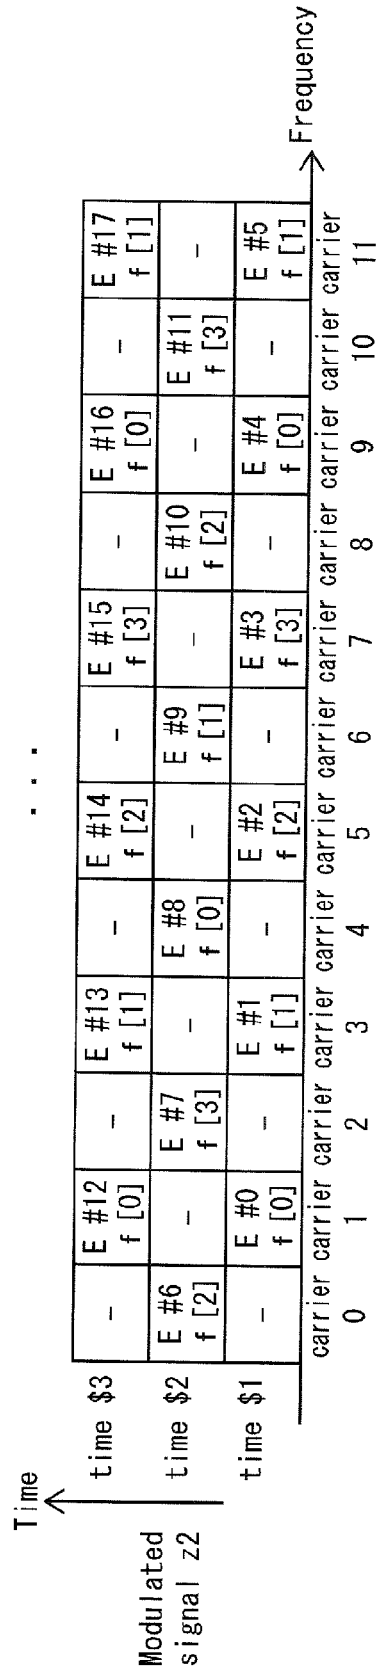 Time
Modulated
signal z2
. . .
time $3
– E #12 – E #13 – E #14 – E #15 – E #16 – E #17
f [0] f [1] f [2] f [3] f [0] f [1]
time $2
E #6 – E #7 – E #8 – E #9 – E #10 – E #11 –
f [2] f [3] f [0] f [1] f [2] f [3]
time $1
– E #0 – E #1 – E #2 – E #3 – E #4 – E #5
f [0] f [1] f [2] f [3] f [0] f [1]
carrier carrier carrier carrier carrier carrier carrier carrier carrier carrier carrier carrier
0 1 2 3 4 5 6 7 8 9 10 11
Frequency